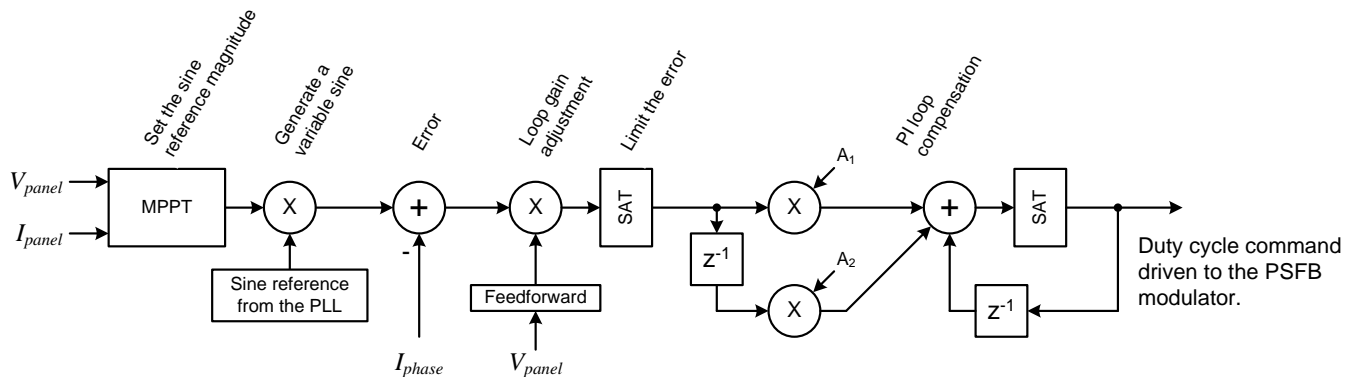 Set the sine
reference magnitude
Generate a
variable sine
Error
Loop gain
adjustment
Limit the error
PI loop
compensation
V_panel
I_panel
MPPT
X
+
-
X
SAT
A₁
X
+
SAT
z⁻¹
A₂
X
z⁻¹
Sine reference
from the PLL
Feedforward
I_phase
V_panel
Duty cycle command
driven to the PSFB
modulator.